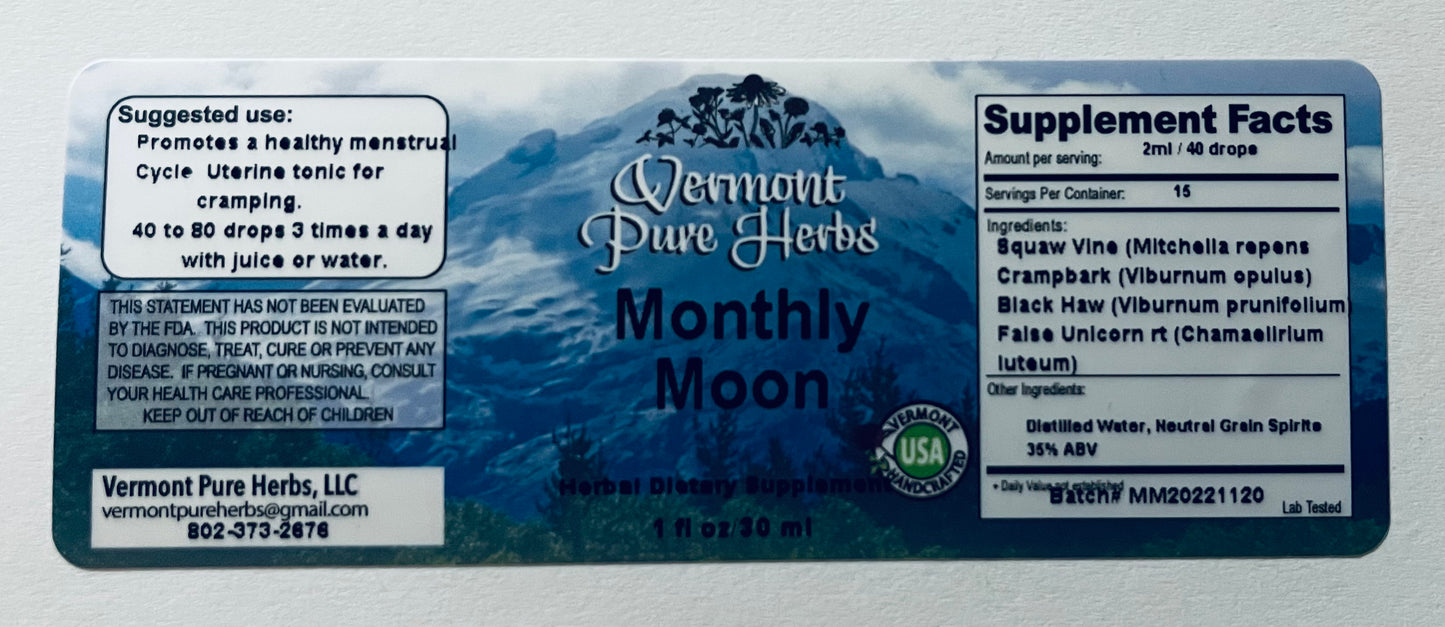 Suggested use:
Promotes a healthy menstrual
Cycle Uterine tonic for
cramping.
40 to 80 drops 3 times a day
with juice or water.
THIS STATEMENT HAS NOT BEEN EVALUATED
BY THE FDA. THIS PRODUCT IS NOT INTENDED
TO DIAGNOSE, TREAT, CURE OR PREVENT ANY
DISEASE. IF PREGNANT OR NURSING, CONSULT
YOUR HEALTH CARE PROFESSIONAL.
KEEP OUT OF REACH OF CHILDREN
Vermont Pure Herbs, LLC
vermontpureherbs@gmail.com
802-373-2676
Vermont
Pure Herbs
Monthly
Moon
Herbal Dietary Supplement
1 fl oz/30 ml
VERMONT
USA
HANDCRAFTED
Supplement Facts
Amount per serving: 2ml / 40 drops
Servings Per Container: 15
Ingredients:
Squaw Vine (Mitchella repens
Crampbark (Viburnum opulus)
Black Haw (Viburnum prunifolium)
False Unicorn rt (Chamaelirium
luteum)
Other Ingredients:
Distilled Water, Neutral Grain Spirits
35% ABV
* Daily Value not established
Batch# MM20221120
Lab Tested